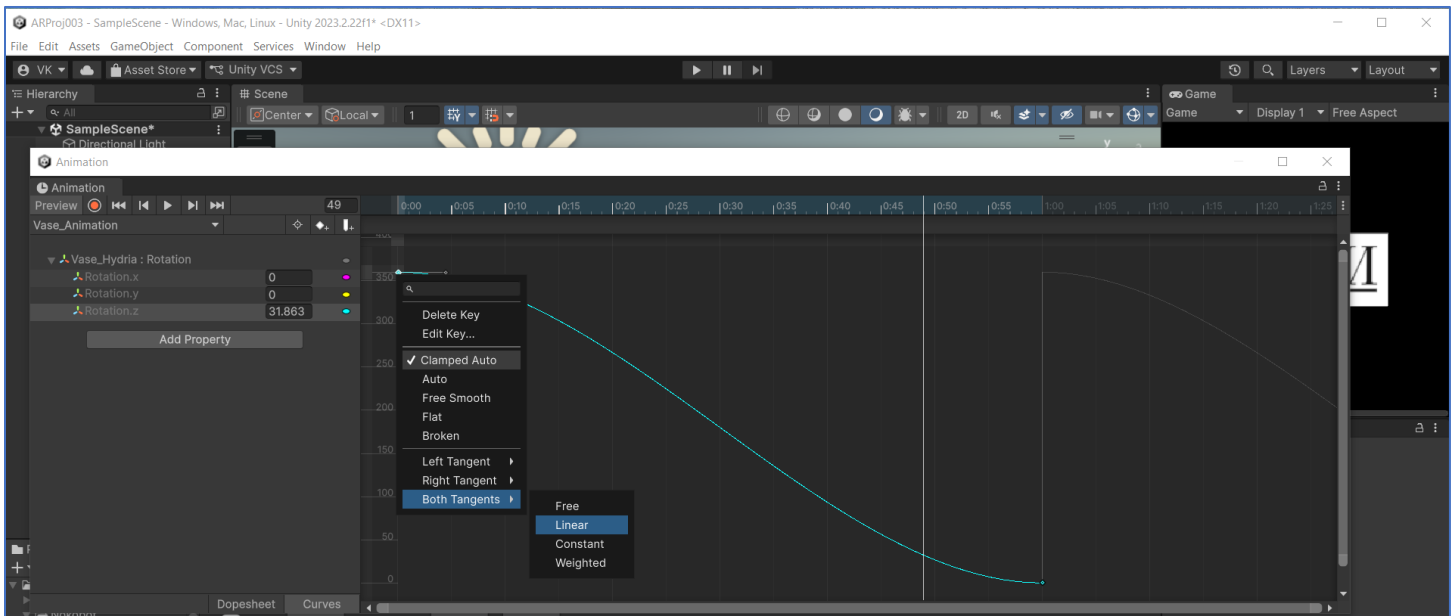 ARProj003 - SampleScene - Windows, Mac, Linux - Unity 2023.2.22f1* <DX11>
File Edit Assets GameObject Component Services Window Help
VK Asset Store Unity VCS Layers Layout
Hierarchy # Scene Game
All Center Local 1 2D Game Display 1 Free Aspect
SampleScene*
Directional Light
Y
Animation
Animation
Preview 49 0:00 0:05 0:10 0:15 0:20 0:25 0:30 0:35 0:40 0:45 0:50 0:55 1:00 1:05 1:10 1:15 1:20 1:25
Vase_Animation
400
Vase_Hydria : Rotation
Rotation.x 0 350
Rotation.y 0
Rotation.z 31.863
Delete Key
300
Edit Key...
Add Property
Clamped Auto
250
Auto
Free Smooth
200
Flat
Broken
150
Left Tangent
Right Tangent
100
Both Tangents
Free
Linear
50
Constant
Weighted
0
Dopesheet Curves